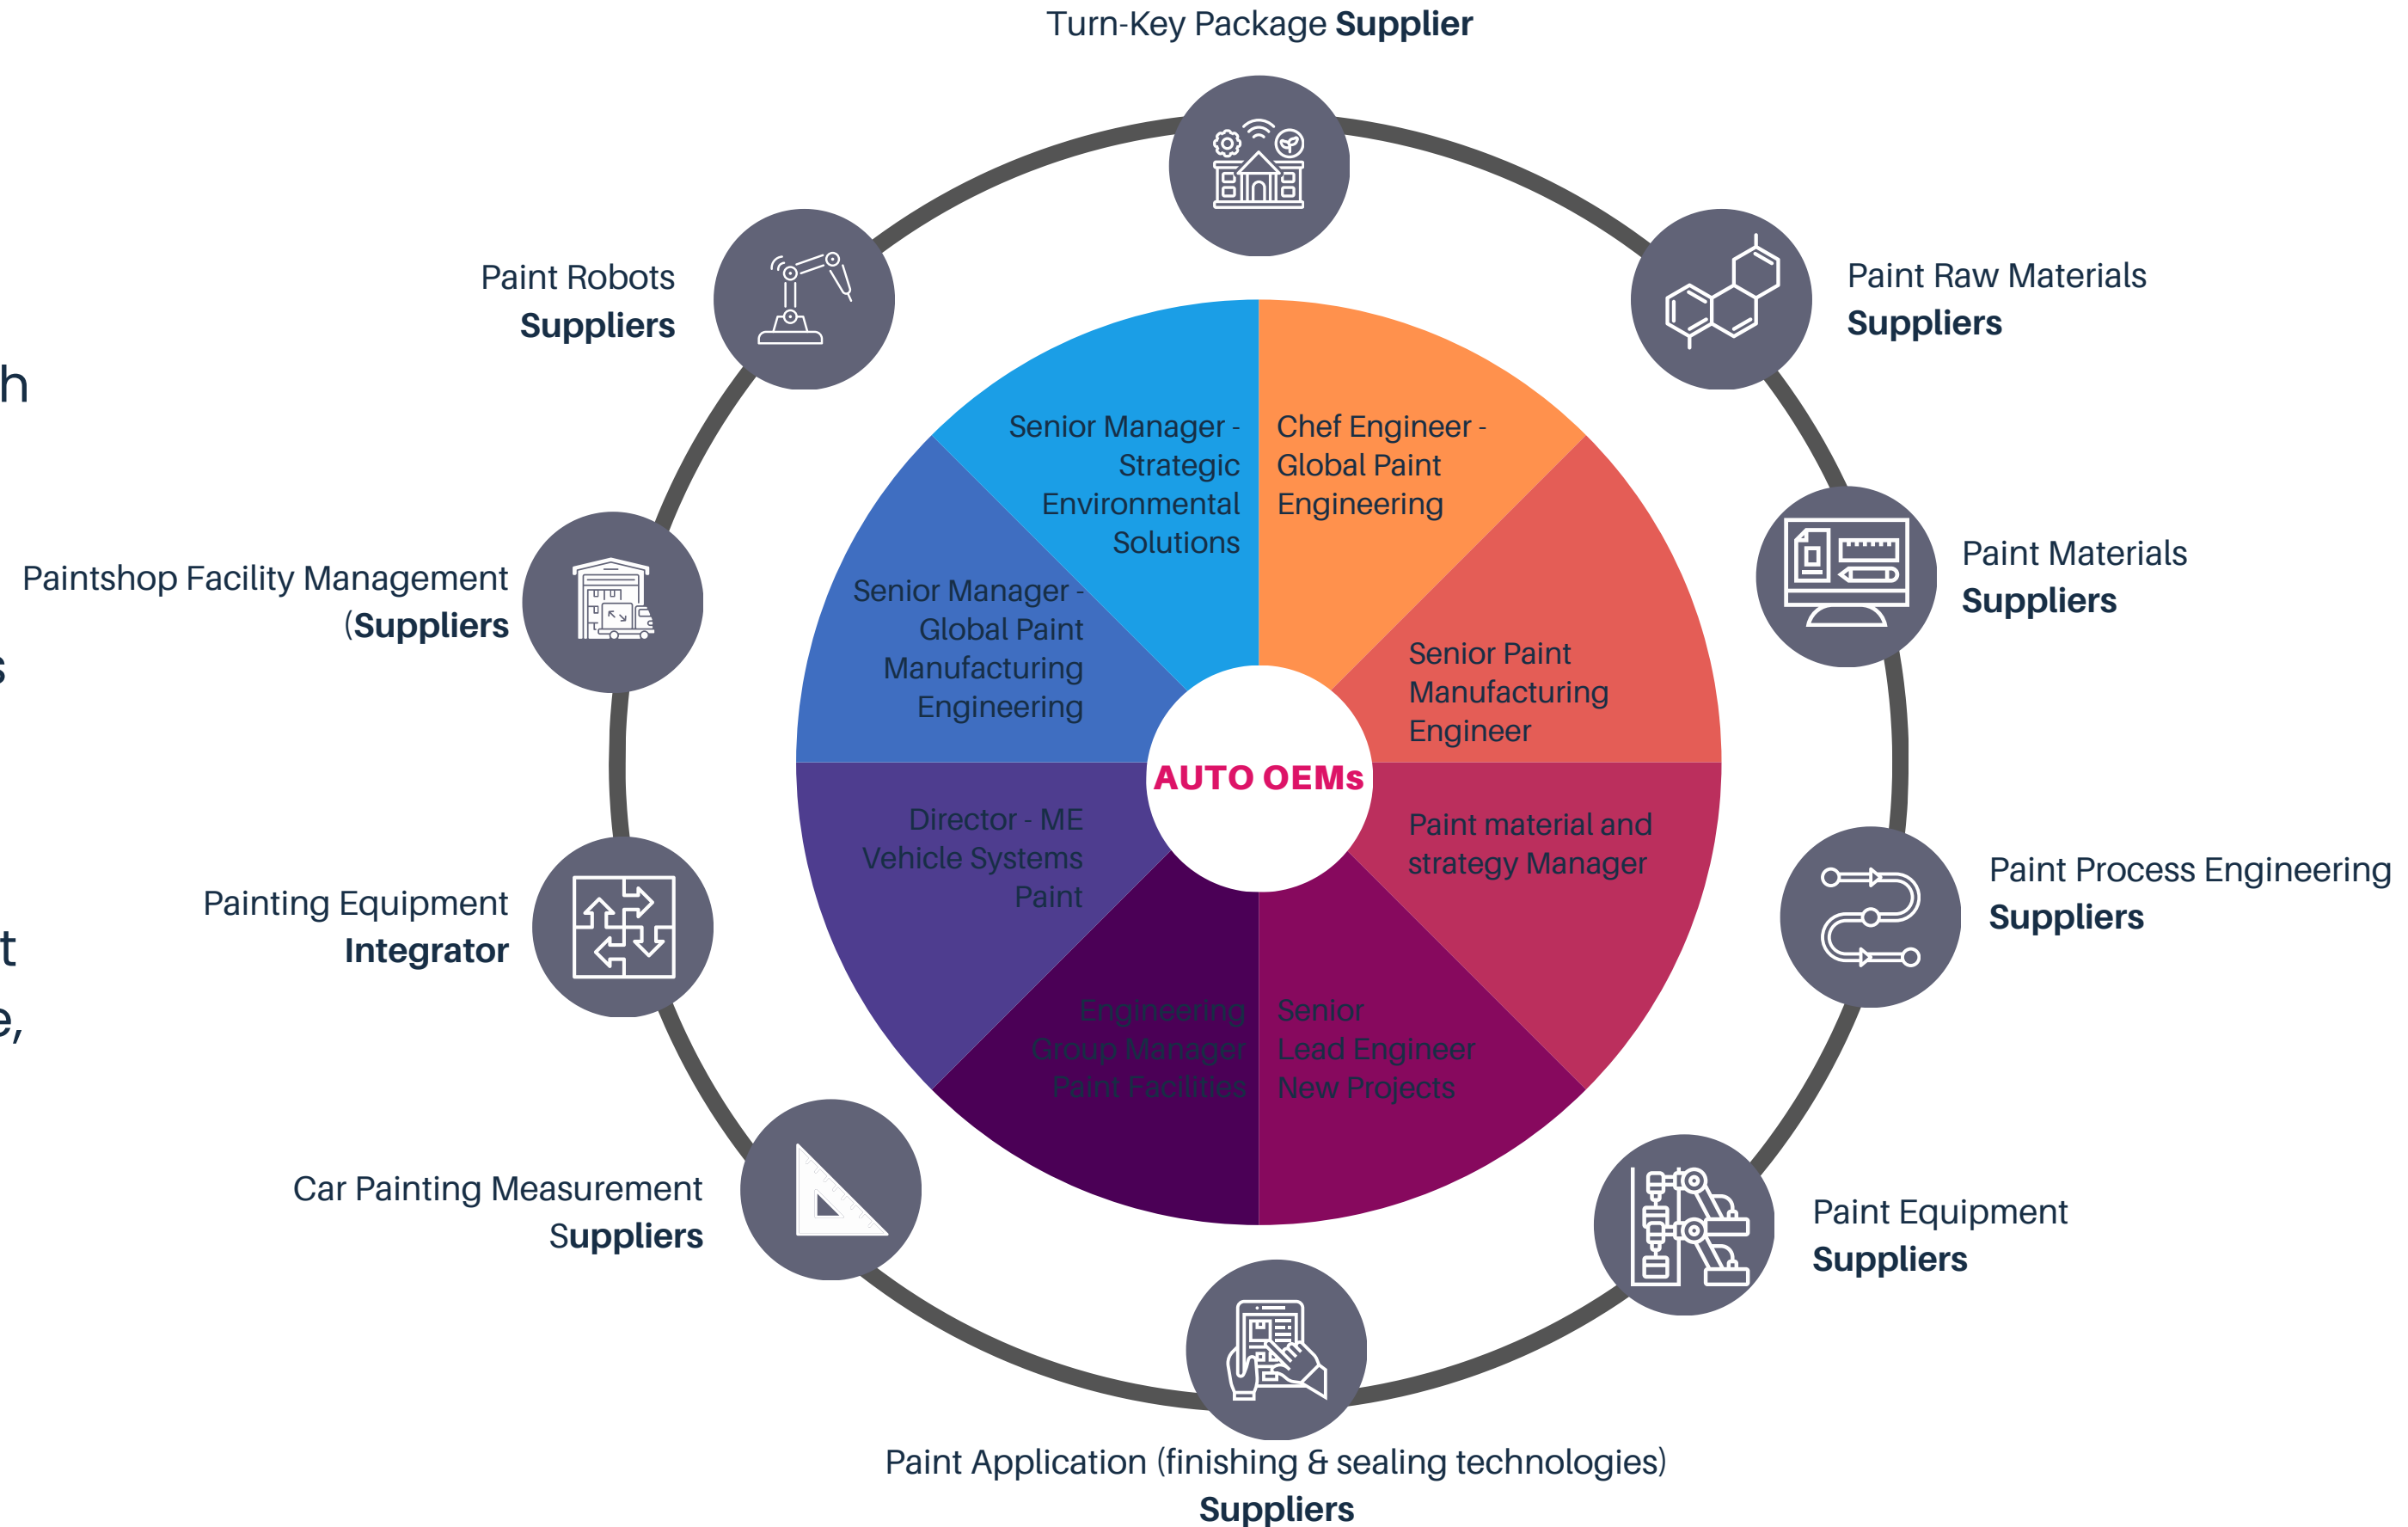 Turn-Key Package Supplier
Paint Robots
Suppliers
Paint Raw Materials
Suppliers
h
Senior Manager -
Strategic
Environmental
Solutions
Chef Engineer -
Global Paint
Engineering
Paintshop Facility Management
(Suppliers
Paint Materials
Suppliers
Senior Manager -
Global Paint
Manufacturing
Engineering
Senior Paint
Manufacturing
Engineer
s
AUTO OEMs
Director - ME
Vehicle Systems
Paint
Paint material and
strategy Manager
Painting Equipment
Integrator
Paint Process Engineering
Suppliers
t
e,
Engineering
Group Manager
Paint Facilities
Senior
Lead Engineer
New Projects
Car Painting Measurement
Suppliers
Paint Equipment
Suppliers
Paint Application (finishing & sealing technologies)
Suppliers